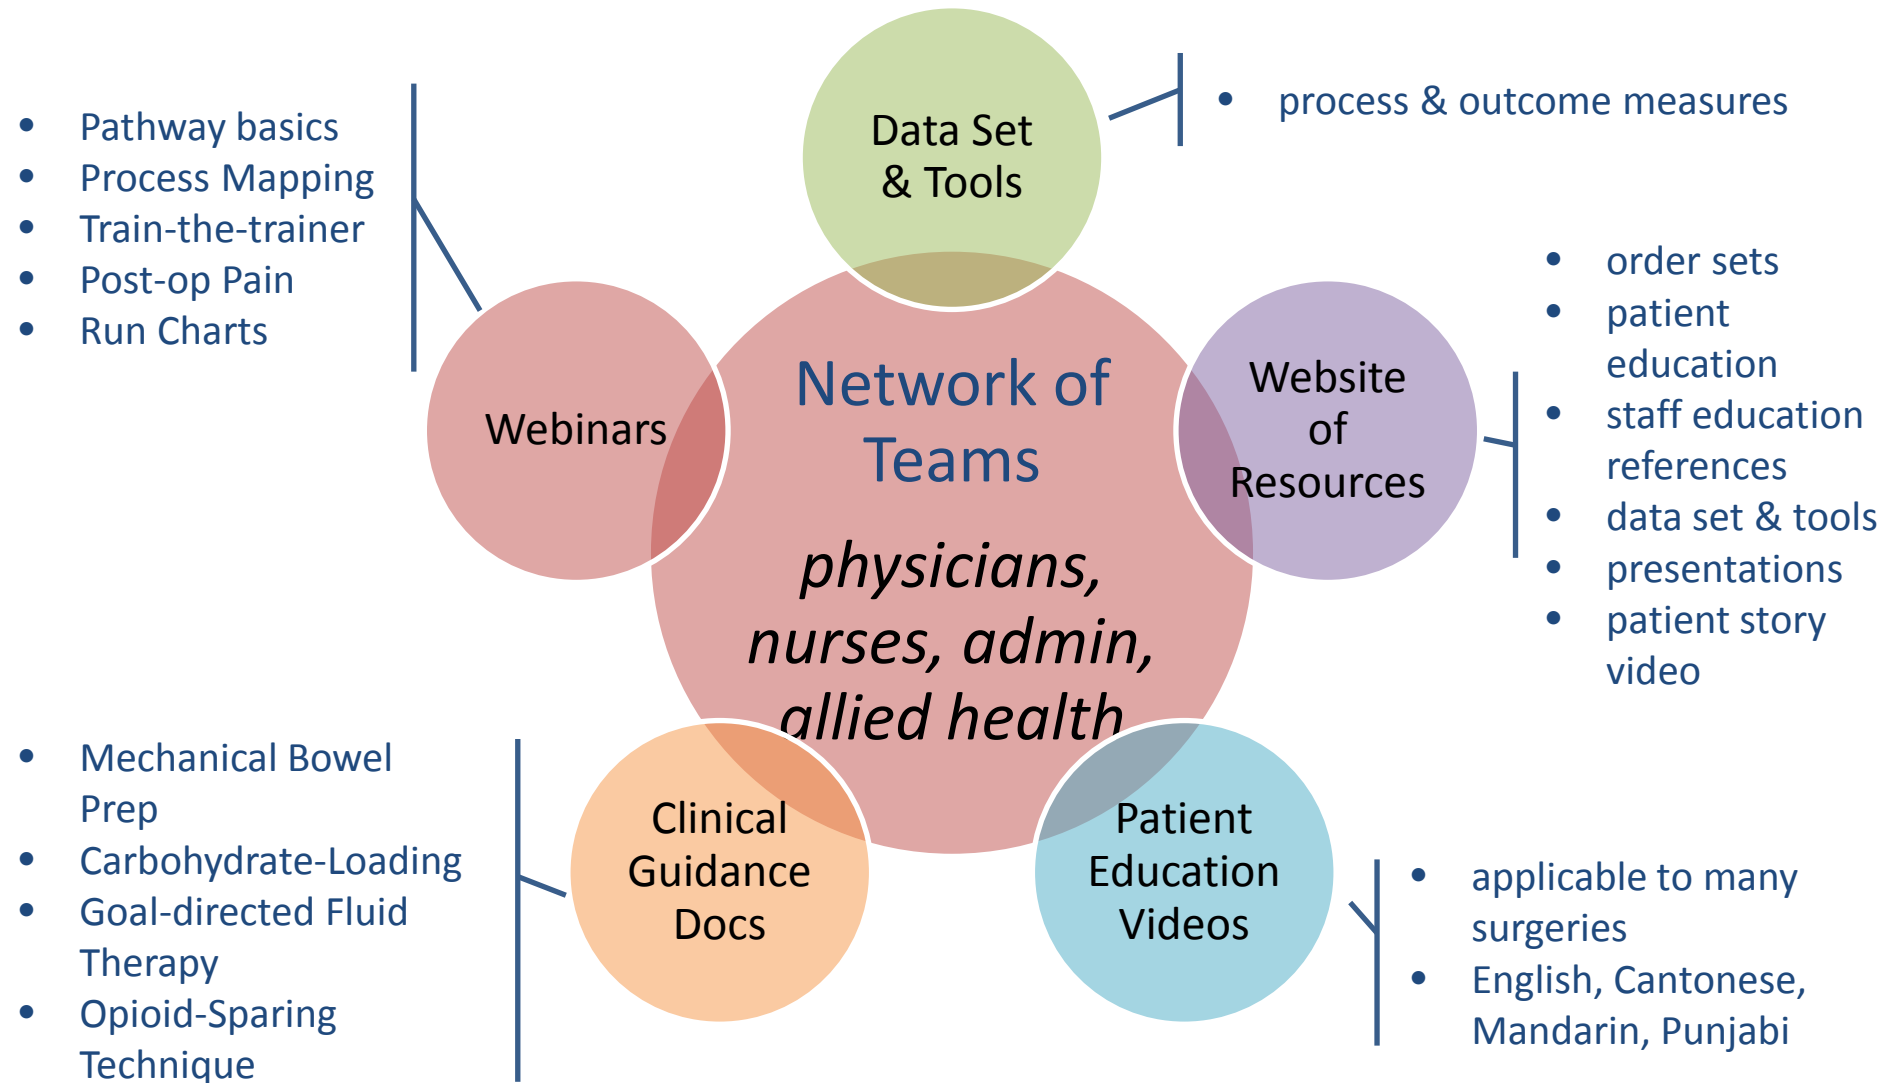 Data Set
& Tools
• process & outcome measures
• Pathway basics
• Process Mapping
• Train-the-trainer
• Post-op Pain
• Run Charts
Webinars
Network of
Teams
physicians,
nurses, admin,
allied health
Website
of
Resources
• order sets
• patient
education
• staff education
references
• data set & tools
• presentations
• patient story
video
• Mechanical Bowel
Prep
• Carbohydrate-Loading
• Goal-directed Fluid
Therapy
• Opioid-Sparing
Technique
Clinical
Guidance
Docs
Patient
Education
Videos
• applicable to many
surgeries
• English, Cantonese,
Mandarin, Punjabi